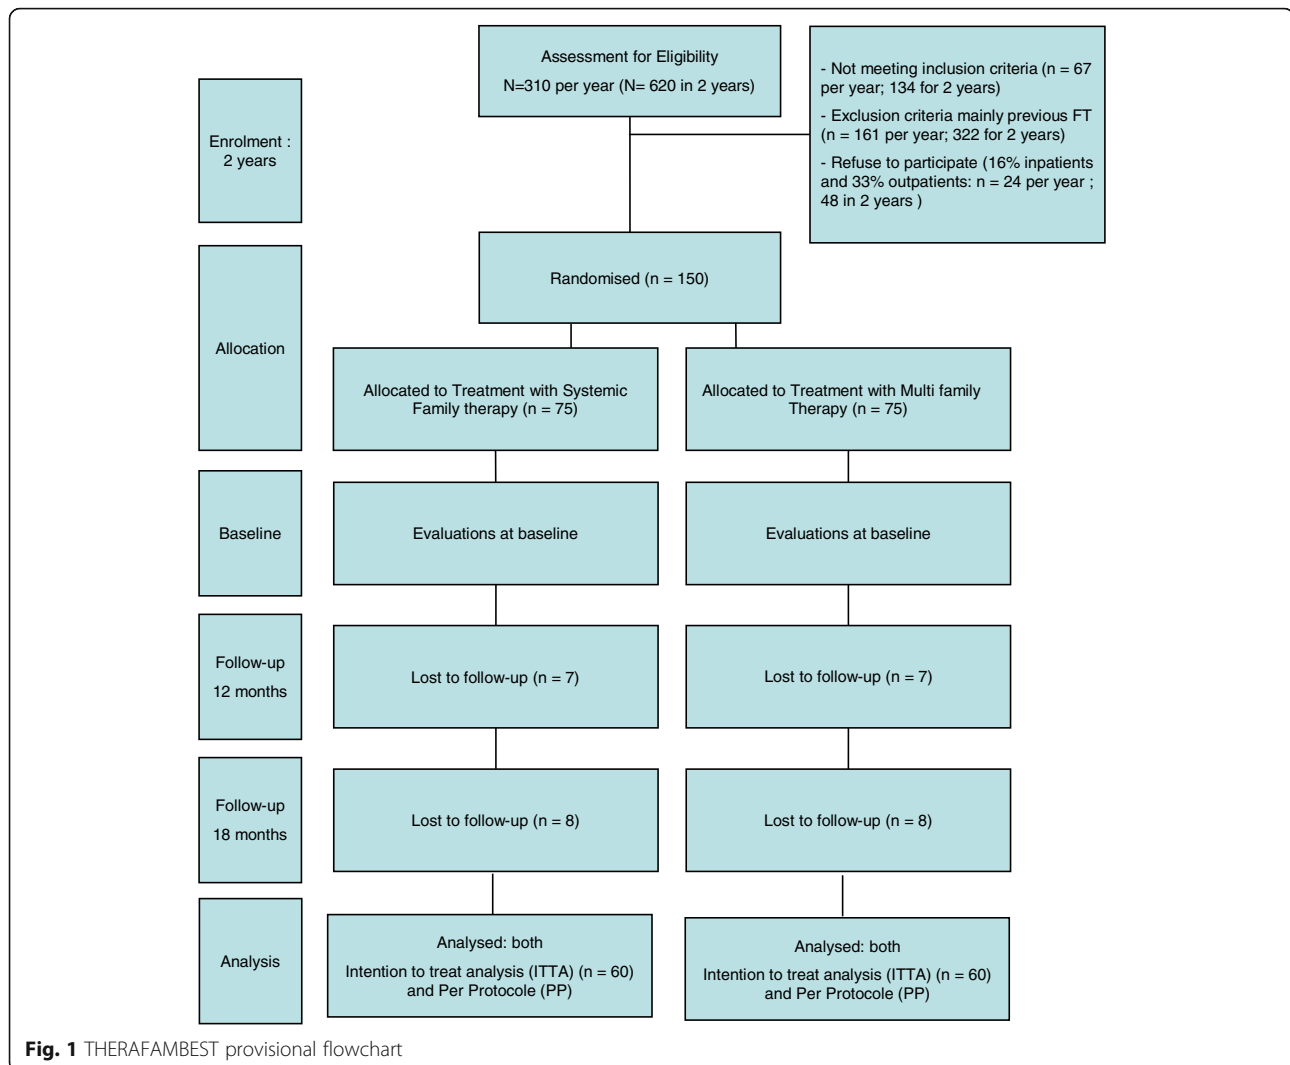 Assessment for Eligibility
N=310 per year (N= 620 in 2 years)
- Not meeting inclusion criteria (n = 67
per year; 134 for 2 years)
- Exclusion criteria mainly previous FT
(n = 161 per year; 322 for 2 years)
- Refuse to participate (16% inpatients
and 33% outpatients: n = 24 per year ;
48 in 2 years )
Enrolment :
2 years
Randomised (n = 150)
Allocation
Allocated to Treatment with Systemic
Family therapy (n = 75)
Allocated to Treatment with Multi family
Therapy (n = 75)
Baseline
Evaluations at baseline
Evaluations at baseline
Follow-up
12 months
Lost to follow-up (n = 7)
Lost to follow-up (n = 7)
Follow-up
18 months
Lost to follow-up (n = 8)
Lost to follow-up (n = 8)
Analysis
Analysed: both
Intention to treat analysis (ITTA) (n = 60)
and Per Protocole (PP)
Analysed: both
Intention to treat analysis (ITTA) (n = 60)
and Per Protocole (PP)
Fig. 1 THERAFAMBEST provisional flowchart